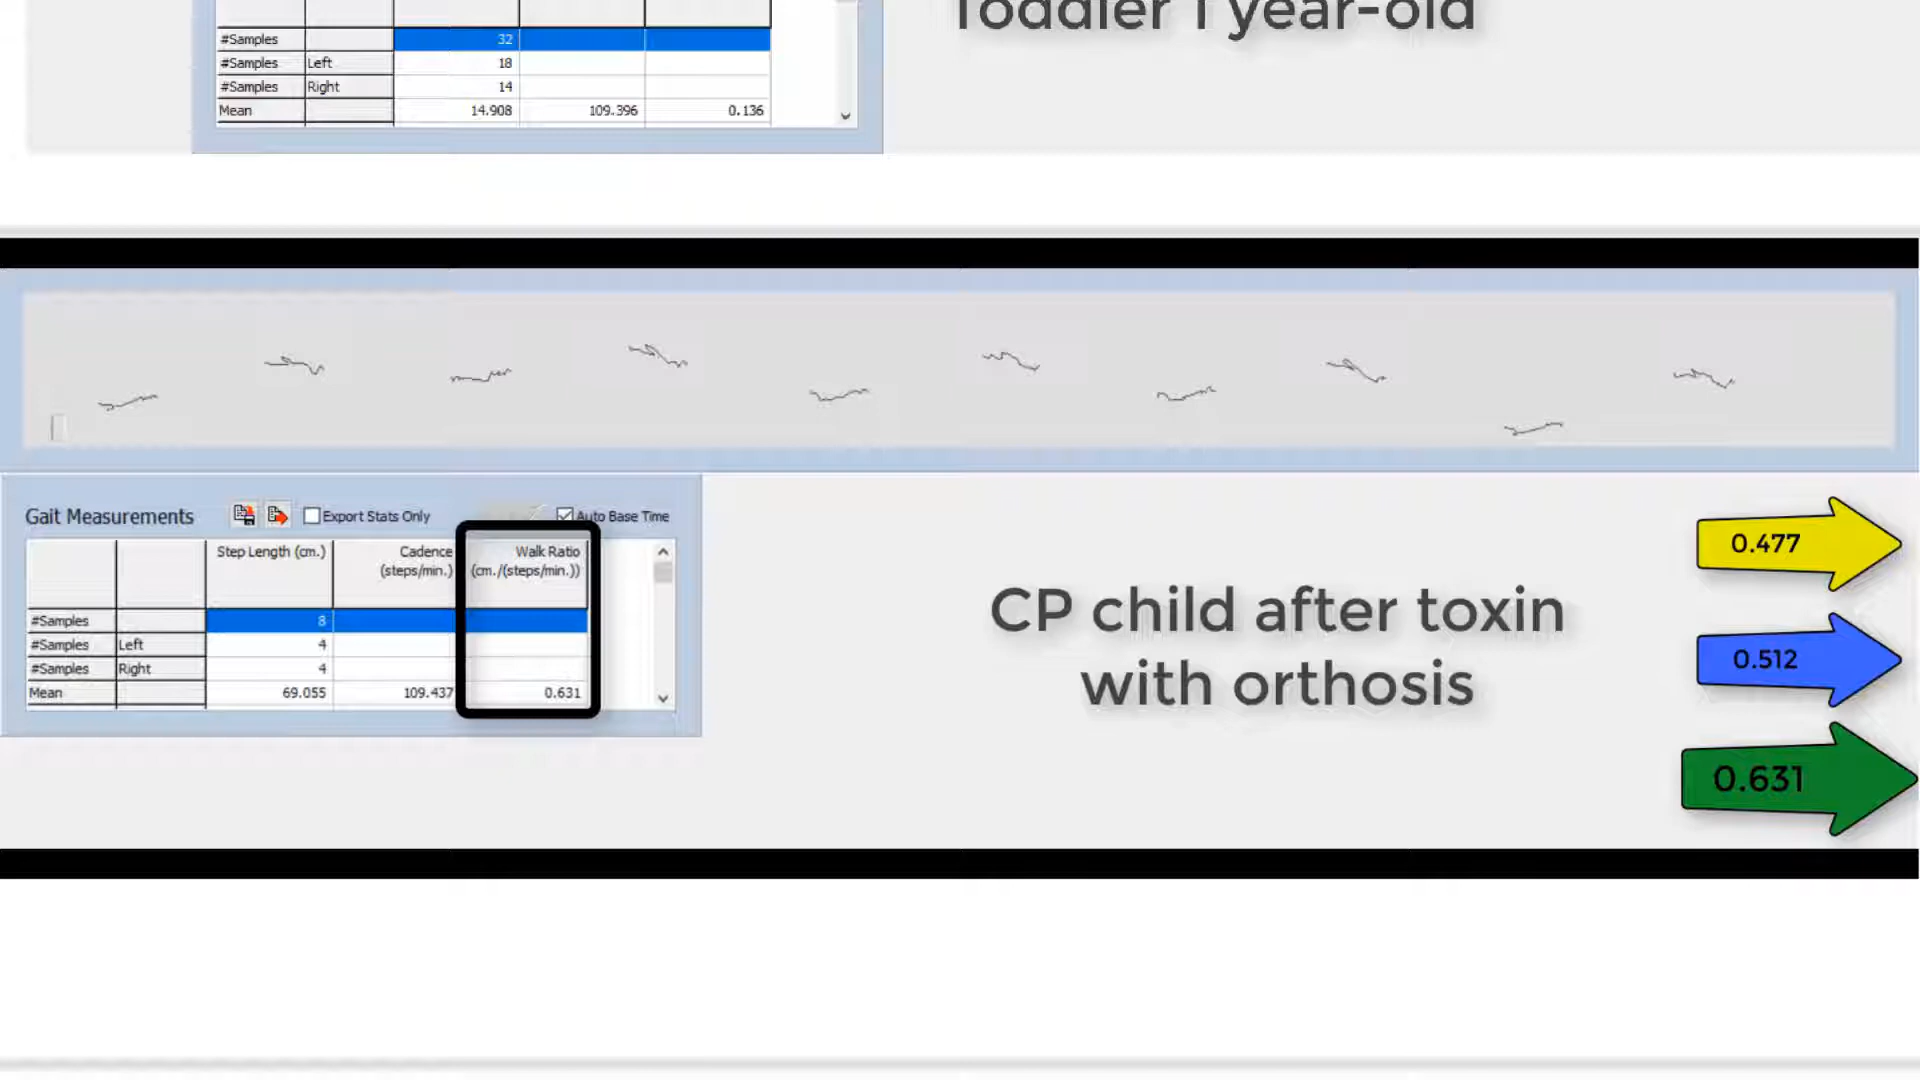 Toddler 1 year-old
#Samples 32
#Samples Left 18
#Samples Right 14
Mean 14.908 109.396 0.136
Gait Measurements Export Stats Only Auto Base Time
Step Length (cm.) Cadence (steps/min.) Walk Ratio (cm./(steps/min.))
#Samples 8
#Samples Left 4
#Samples Right 4
Mean 69.055 109.437 0.631
CP child after toxin
with orthosis
0.477
0.512
0.631